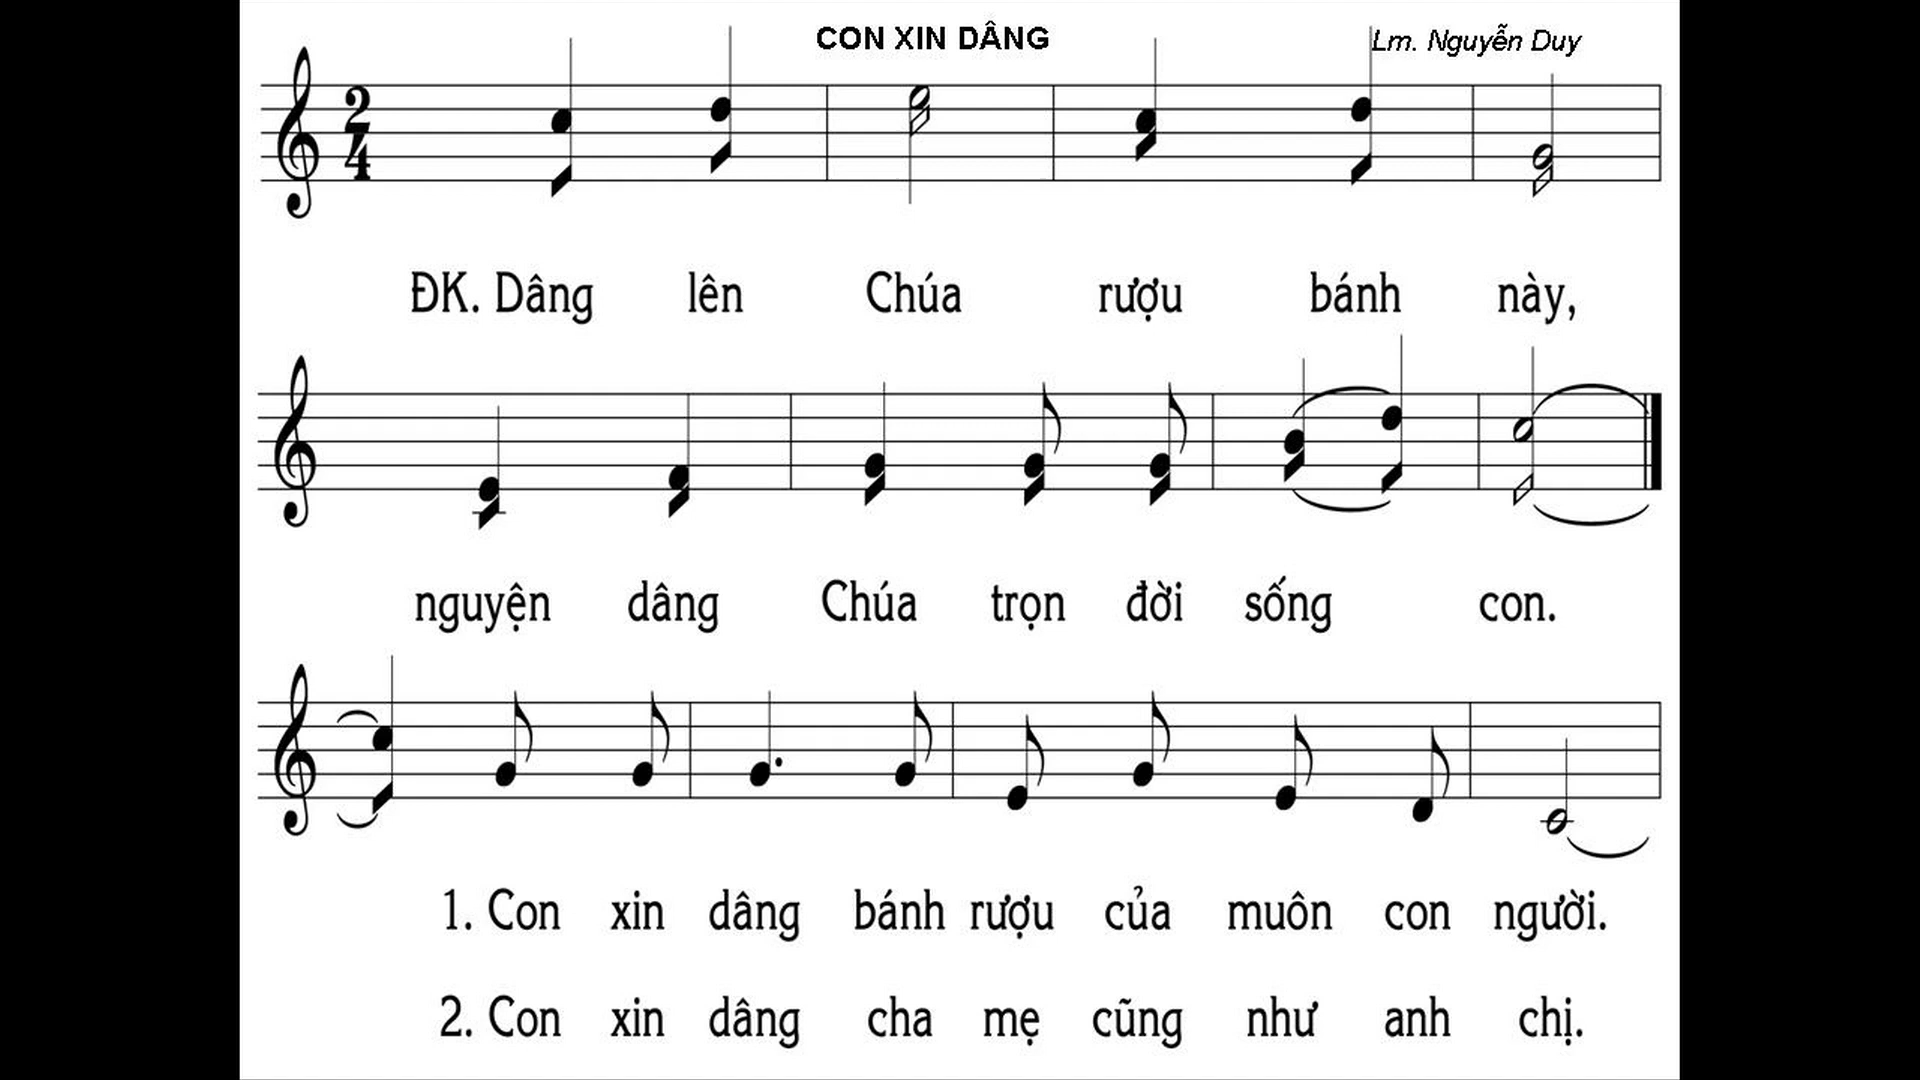 CON XIN DÂNG
Lm. Nguyễn Duy
2
4
ĐK. Dâng lên Chúa rượu bánh này,
nguyện dâng Chúa trọn đời sống con.
1. Con xin dâng bánh rượu của muôn con người.
2. Con xin dâng cha mẹ cũng như anh chị.